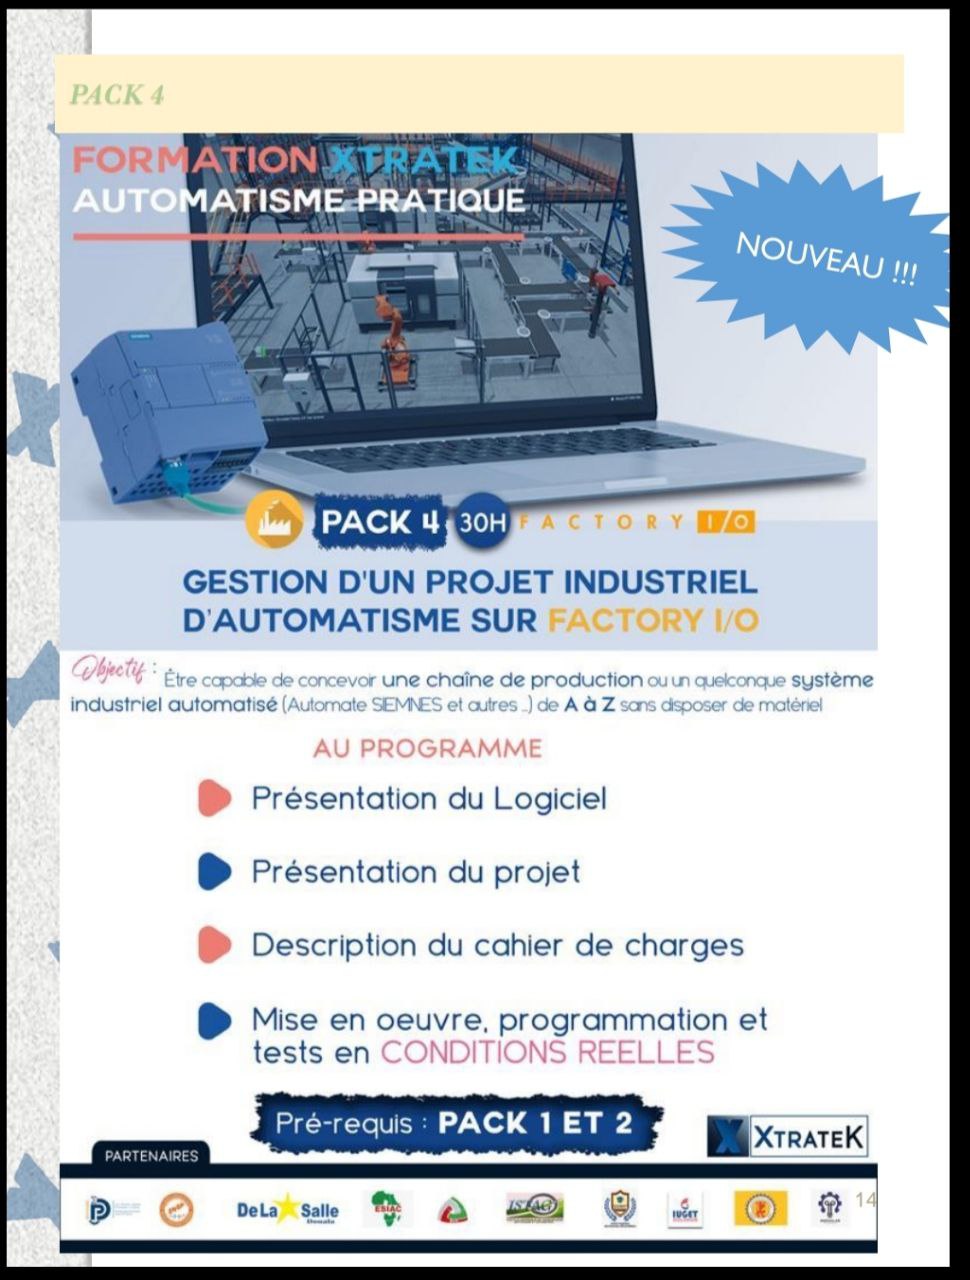 PACK 4
FORMATION XTRATEK
AUTOMATISME PRATIQUE
NOUVEAU !!!
SIEMENS
PACK 4 30H FACTORY I/O
GESTION D'UN PROJET INDUSTRIEL
D'AUTOMATISME SUR FACTORY I/O
Objectif : Être capable de concevoir une chaîne de production ou un quelconque système
industriel automatisé (Automate SIEMNES et autres ..) de A à Z sans disposer de matériel
AU PROGRAMME
Présentation du Logiciel
Présentation du projet
Description du cahier de charges
Mise en oeuvre, programmation et
tests en CONDITIONS REELLES
Pré-requis : PACK 1 ET 2
X XTRATEK
PARTENAIRES
De La Salle
Douala
ESIAC
ISTAG
IUGET
14